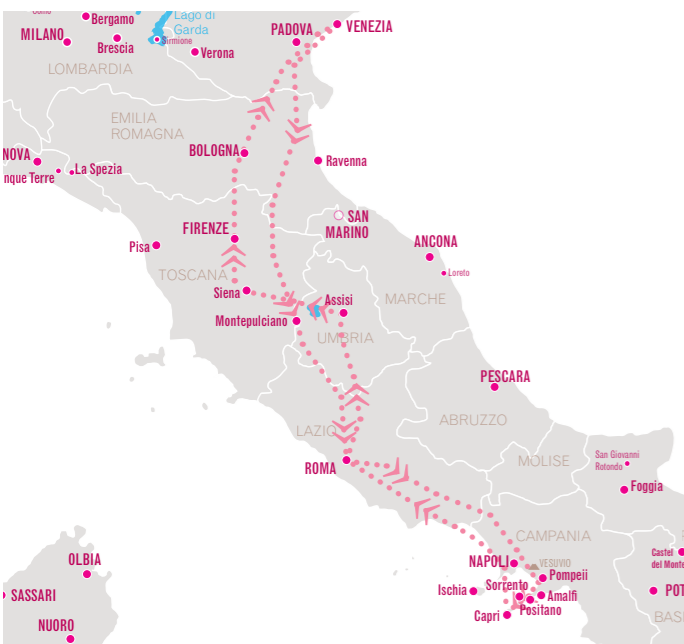 Lago di
Garda
Bergamo
PADOVA
VENEZIA
MILANO
Brescia
Sirmione
Verona
LOMBARDIA
EMILIA
ROMAGNA
BOLOGNA
Ravenna
NOVA
La Spezia
nque Terre
SAN
MARINO
FIRENZE
Pisa
ANCONA
Loreto
TOSCANA
Siena
Assisi
MARCHE
Montepulciano
UMBRIA
PESCARA
ABRUZZO
LAZIO
ROMA
MOLISE
San Giovanni
Rotondo
Foggia
CAMPANIA
NAPOLI
VESUVIO
Castel
del Monte
OLBIA
Pompeii
Ischia
Sorrento
Amalfi
POT
SASSARI
Positano
Capri
BAS
NUORO